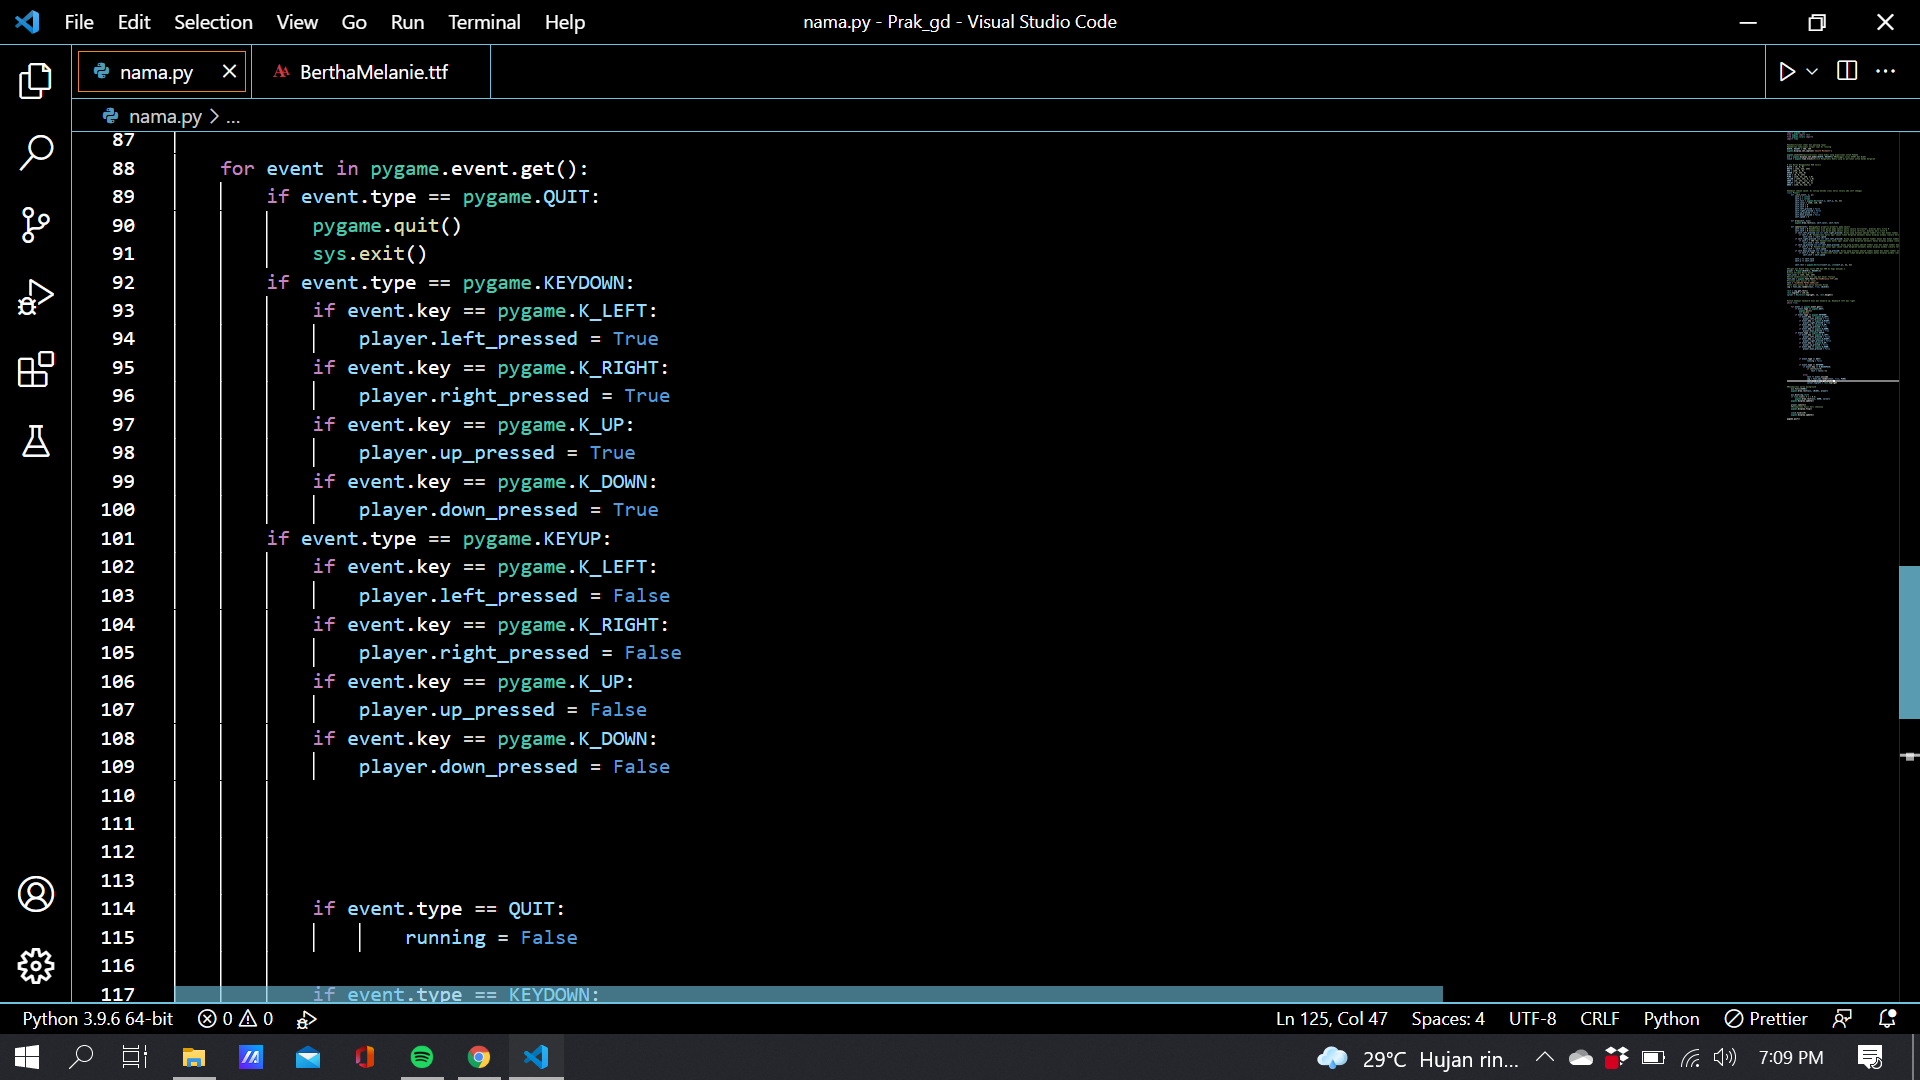 File Edit Selection View Go Run Terminal Help nama.py - Prak_gd - Visual Studio Code
nama.py BerthaMelanie.ttf
nama.py > ...
87
88 for event in pygame.event.get():
89 if event.type == pygame.QUIT:
90 pygame.quit()
91 sys.exit()
92 if event.type == pygame.KEYDOWN:
93 if event.key == pygame.K_LEFT:
94 player.left_pressed = True
95 if event.key == pygame.K_RIGHT:
96 player.right_pressed = True
97 if event.key == pygame.K_UP:
98 player.up_pressed = True
99 if event.key == pygame.K_DOWN:
100 player.down_pressed = True
101 if event.type == pygame.KEYUP:
102 if event.key == pygame.K_LEFT:
103 player.left_pressed = False
104 if event.key == pygame.K_RIGHT:
105 player.right_pressed = False
106 if event.key == pygame.K_UP:
107 player.up_pressed = False
108 if event.key == pygame.K_DOWN:
109 player.down_pressed = False
110
111
112
113
114 if event.type == QUIT:
115 running = False
116
117 if event.type == KEYDOWN:
Python 3.9.6 64-bit 0 0 Ln 125, Col 47 Spaces: 4 UTF-8 CRLF Python Prettier
29°C Hujan rin... 7:09 PM